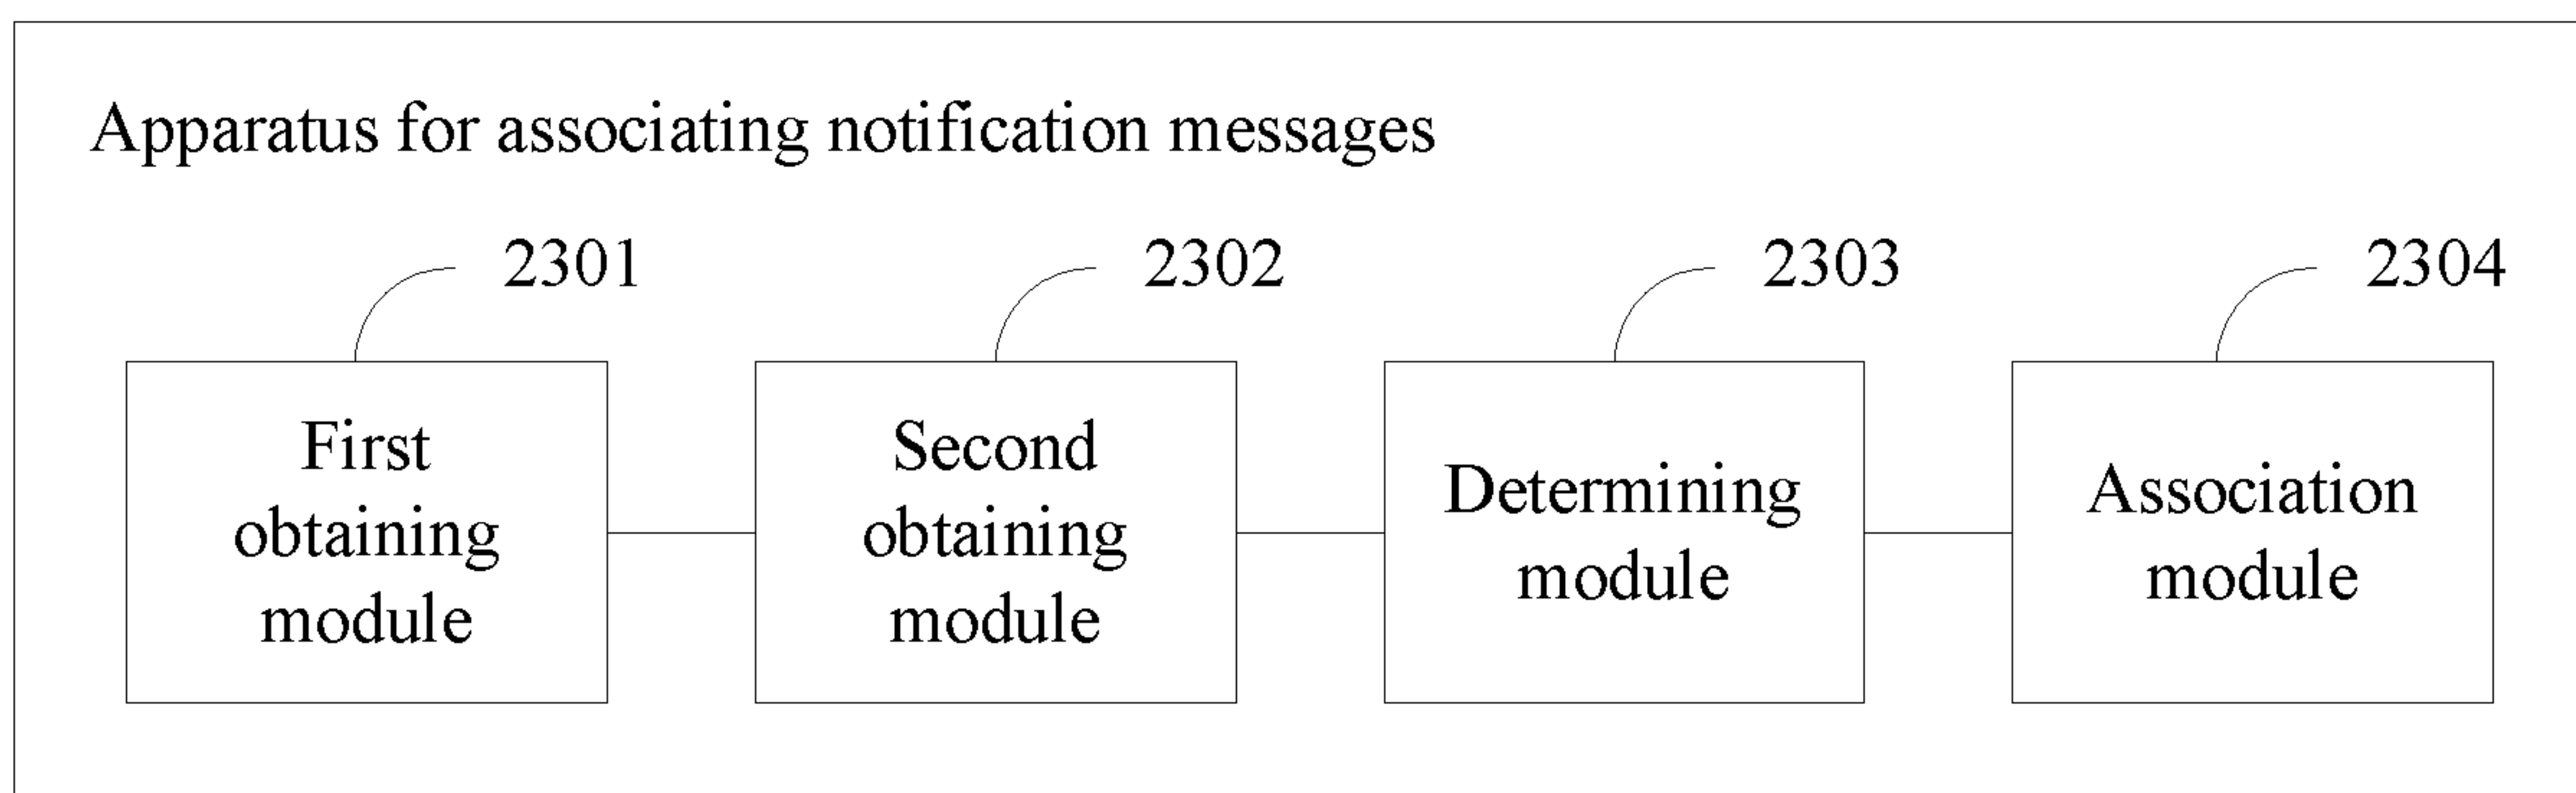 Apparatus for associating notification messages
2301
2302
2303
2304
First
obtaining
module
Second
obtaining
module
Determining
module
Association
module